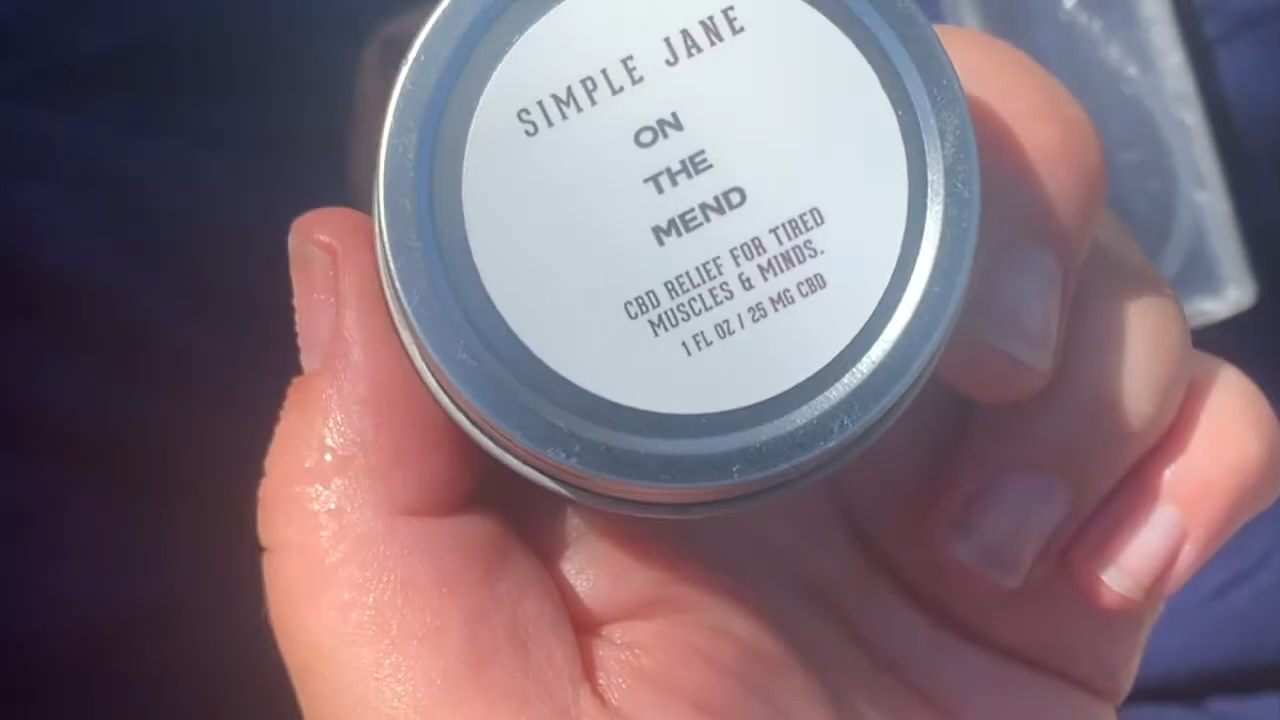 SIMPLE JANE
ON
THE
MEND
CBD RELIEF FOR TIRED
MUSCLES & MINDS.
1 FL OZ / 25 MG CBD